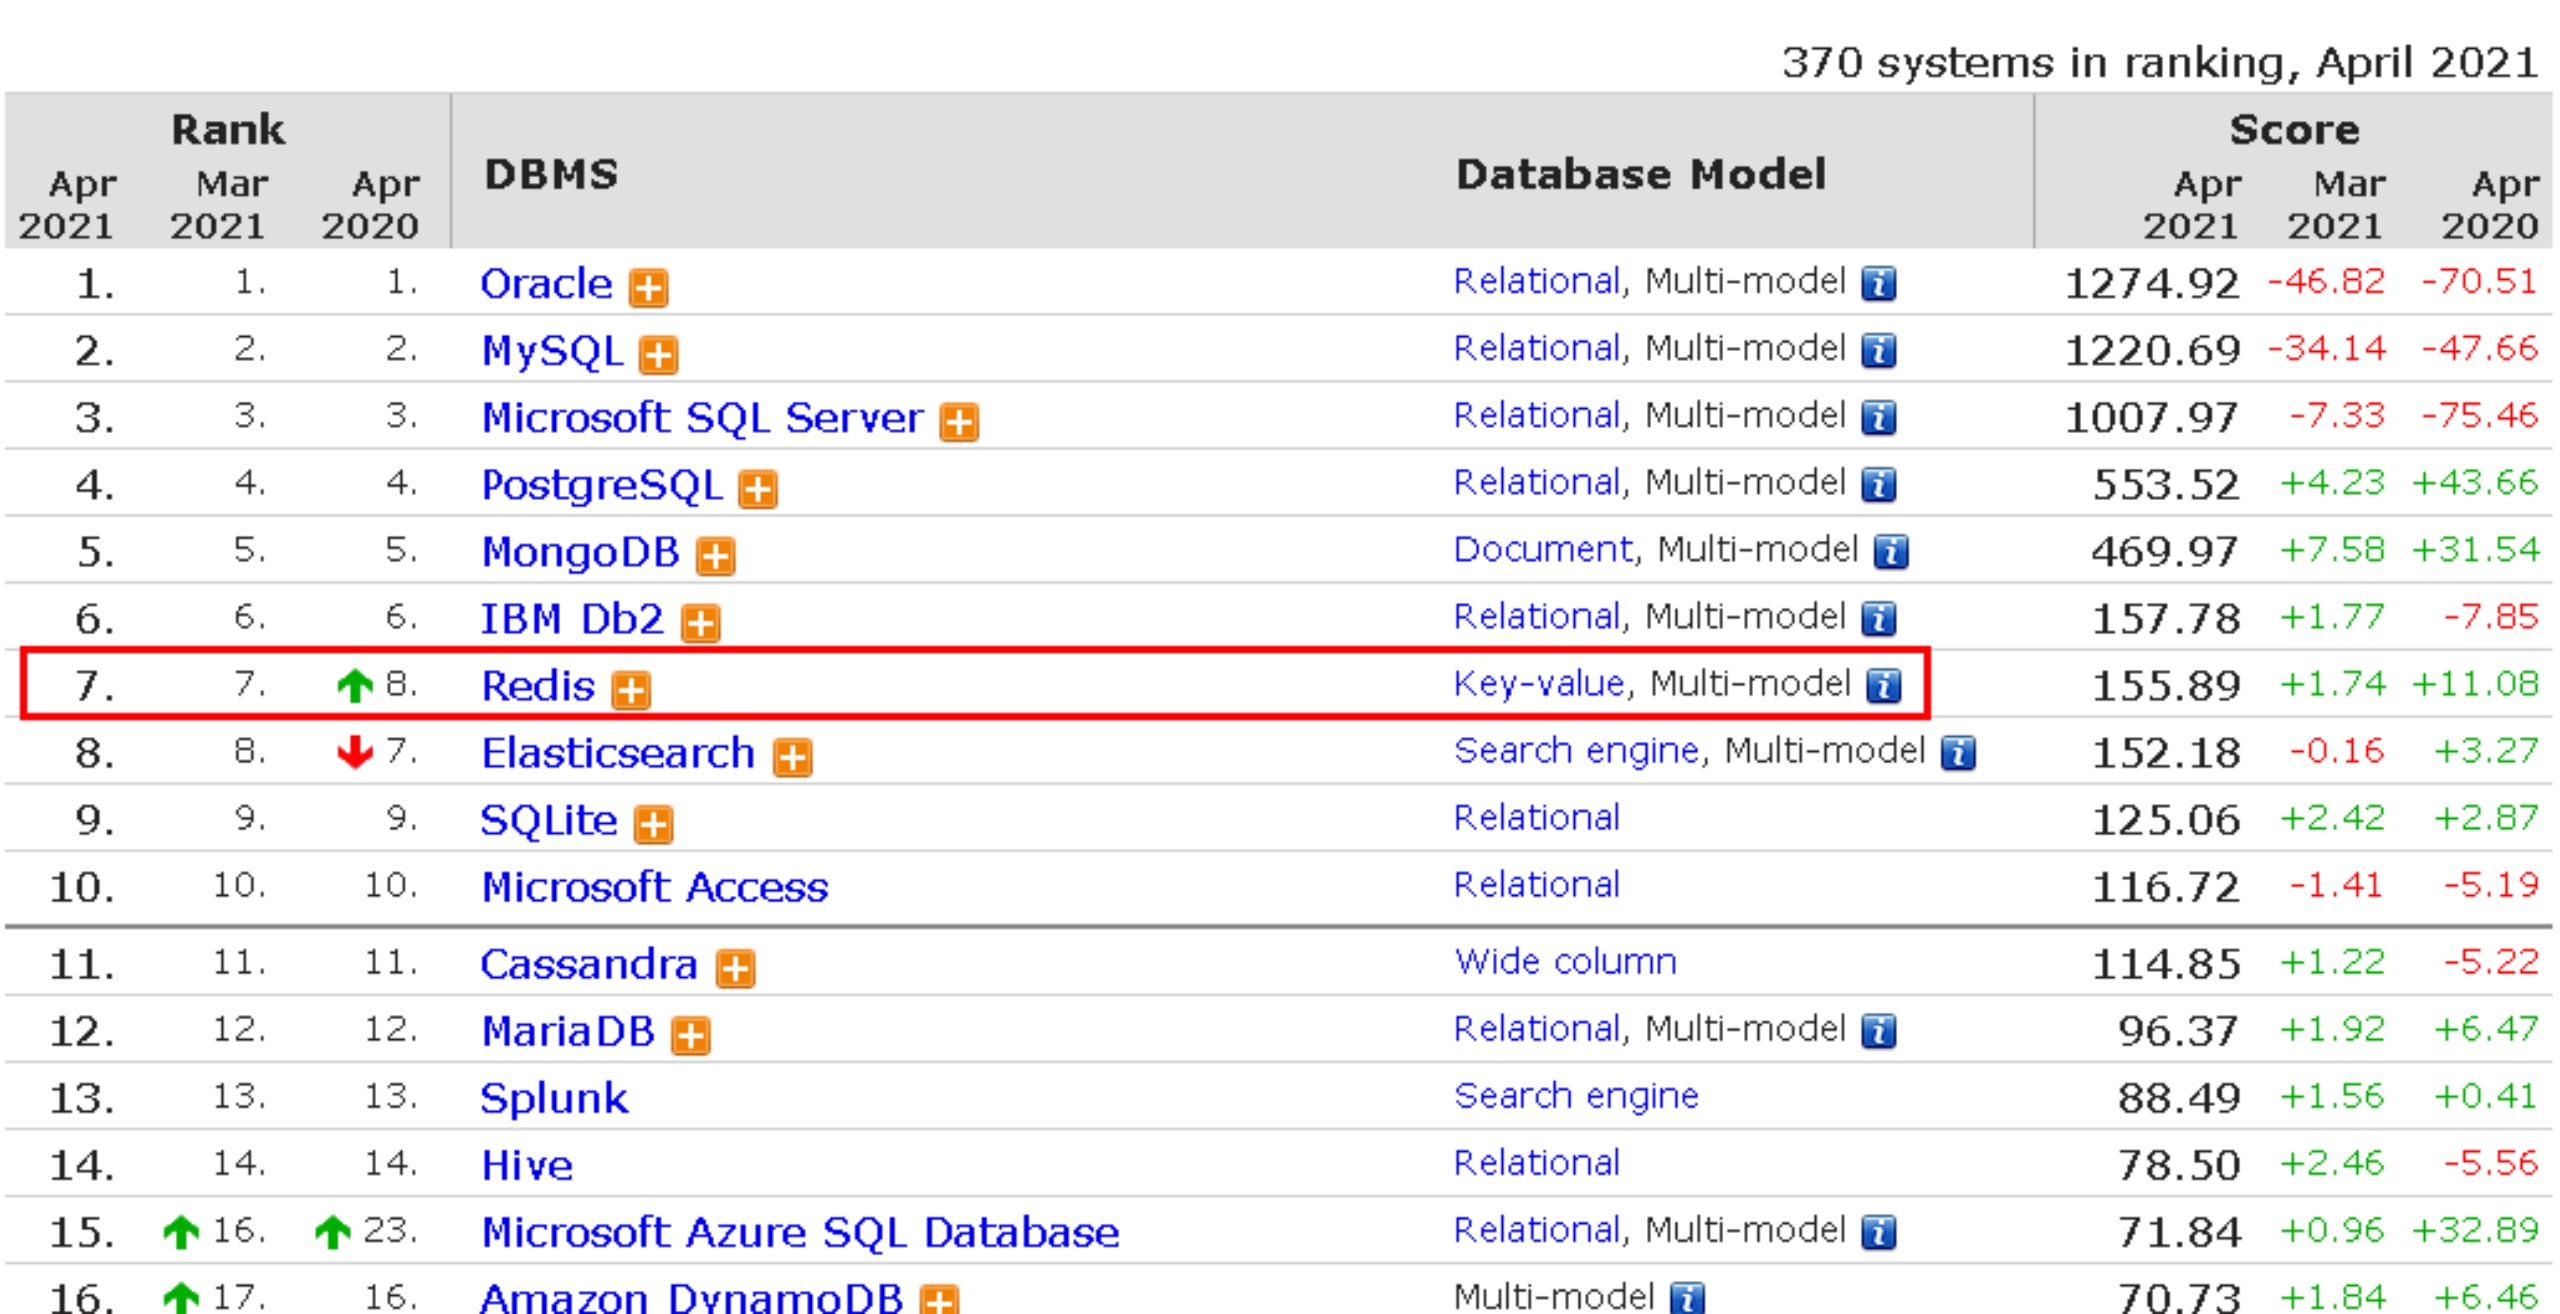 370 systems in ranking, April 2021
Rank DBMS Database Model Score
Apr 2021 Mar 2021 Apr 2020 Apr 2021 Mar 2021 Apr 2020
1. 1. 1. Oracle Relational, Multi-model 1274.92 -46.82 -70.51
2. 2. 2. MySQL Relational, Multi-model 1220.69 -34.14 -47.66
3. 3. 3. Microsoft SQL Server Relational, Multi-model 1007.97 -7.33 -75.46
4. 4. 4. PostgreSQL Relational, Multi-model 553.52 +4.23 +43.66
5. 5. 5. MongoDB Document, Multi-model 469.97 +7.58 +31.54
6. 6. 6. IBM Db2 Relational, Multi-model 157.78 +1.77 -7.85
7. 7. 8. Redis Key-value, Multi-model 155.89 +1.74 +11.08
8. 8. 7. Elasticsearch Search engine, Multi-model 152.18 -0.16 +3.27
9. 9. 9. SQLite Relational 125.06 +2.42 +2.87
10. 10. 10. Microsoft Access Relational 116.72 -1.41 -5.19
11. 11. 11. Cassandra Wide column 114.85 +1.22 -5.22
12. 12. 12. MariaDB Relational, Multi-model 96.37 +1.92 +6.47
13. 13. 13. Splunk Search engine 88.49 +1.56 +0.41
14. 14. 14. Hive Relational 78.50 +2.46 -5.56
15. 16. 23. Microsoft Azure SQL Database Relational, Multi-model 71.84 +0.96 +32.89
16. 17. 16. Amazon DynamoDB Multi-model 70.73 +1.84 +6.46